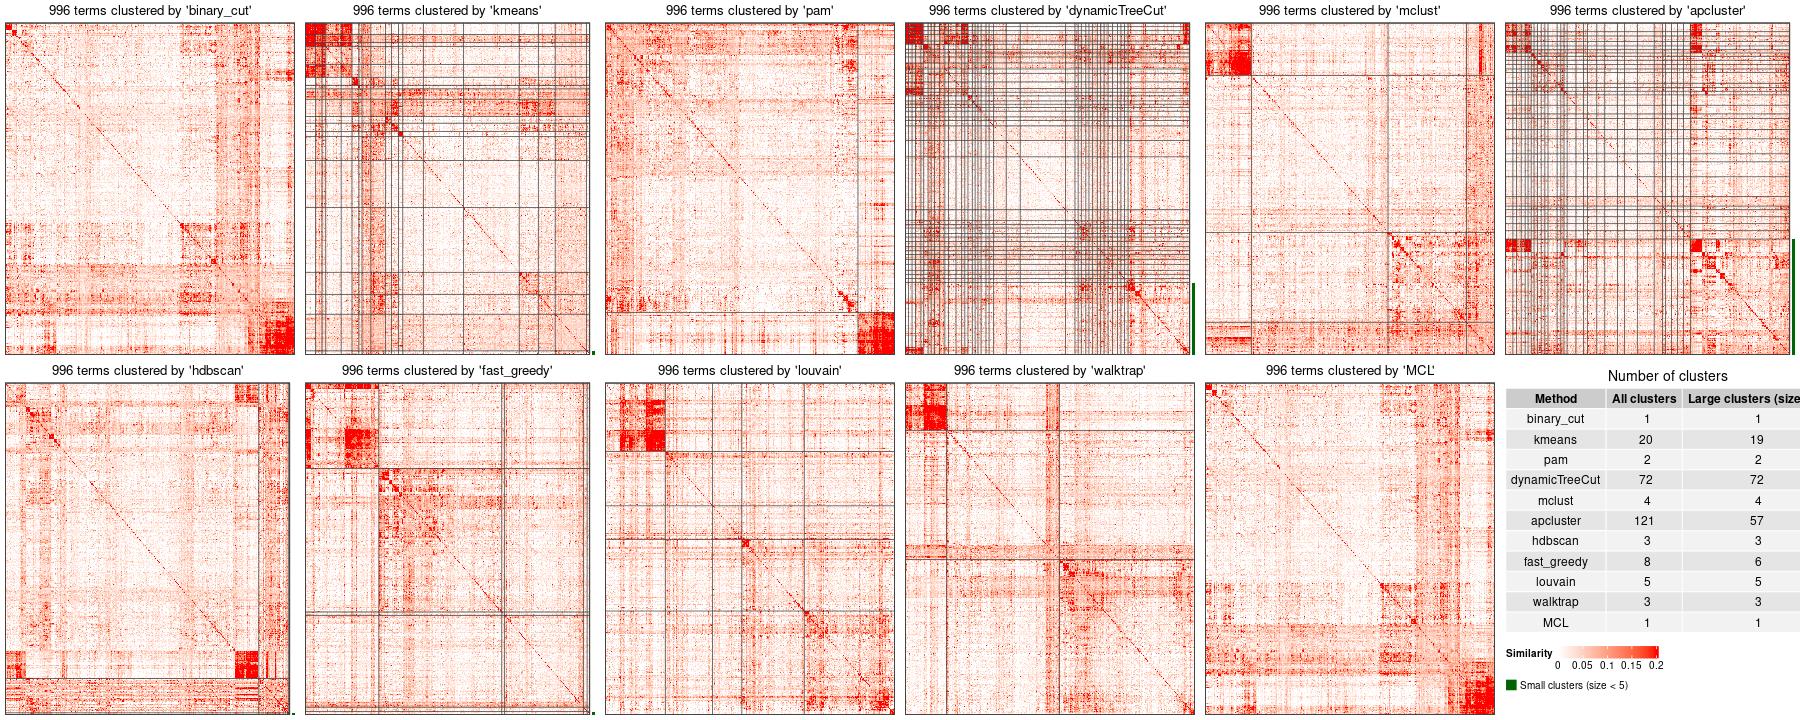 996 terms clustered by 'binary_cut'
996 terms clustered by 'kmeans'
996 terms clustered by 'pam'
996 terms clustered by 'dynamicTreeCut'
996 terms clustered by 'mclust'
996 terms clustered by 'apcluster'
996 terms clustered by 'hdbscan'
996 terms clustered by 'fast_greedy'
996 terms clustered by 'louvain'
996 terms clustered by 'walktrap'
996 terms clustered by 'MCL'
Number of clusters
Method All clusters Large clusters (size
binary_cut 1 1
kmeans 20 19
pam 2 2
dynamicTreeCut 72 72
mclust 4 4
apcluster 121 57
hdbscan 3 3
fast_greedy 8 6
louvain 5 5
walktrap 3 3
MCL 1 1
Similarity
0 0.05 0.1 0.15 0.2
Small clusters (size < 5)